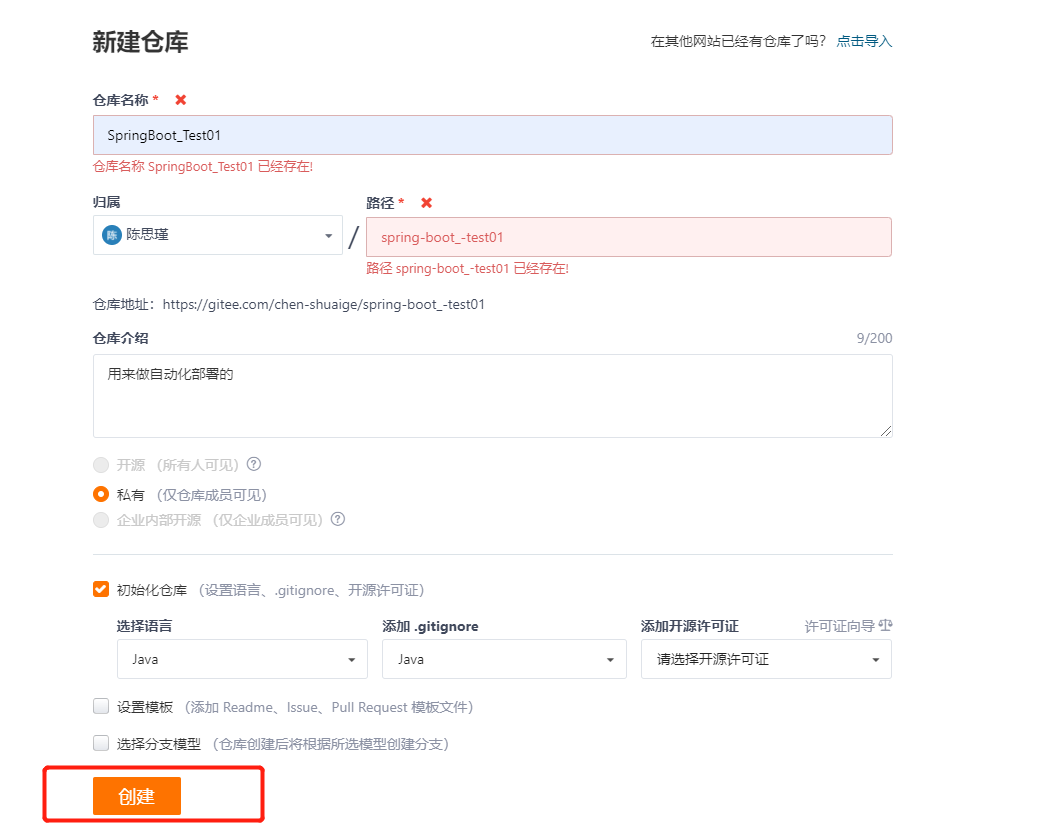 新建仓库
在其他网站已经有仓库了吗? 点击导入
仓库名称 *
SpringBoot_Test01
仓库名称 SpringBoot_Test01 已经存在!
归属
路径 *
陈 陈思瑾
/
spring-boot_-test01
路径 spring-boot_-test01 已经存在!
仓库地址：https://gitee.com/chen-shuaige/spring-boot_-test01
仓库介绍
9/200
用来做自动化部署的
开源 （所有人可见）?
私有 （仅仓库成员可见）
企业内部开源 （仅企业成员可见）?
初始化仓库 （设置语言、.gitignore、开源许可证）
选择语言
添加 .gitignore
添加开源许可证
许可证向导
Java
Java
请选择开源许可证
设置模板 （添加 Readme、Issue、Pull Request 模板文件）
选择分支模型 （仓库创建后将根据所选模型创建分支）
创建